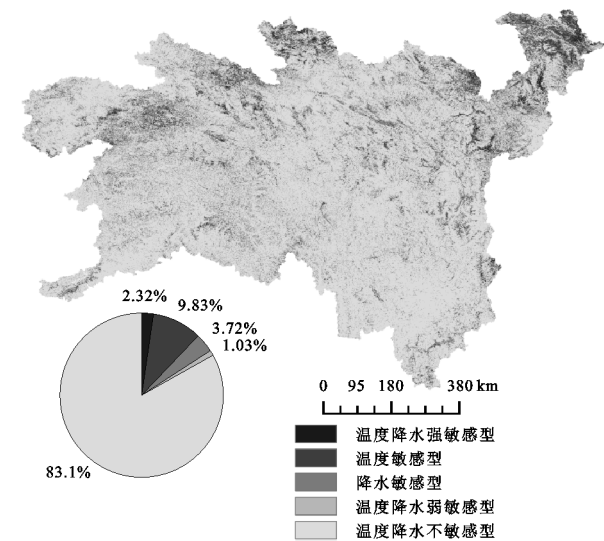 2.32%
9.83%
3.72%
1.03%
83.1%
0 95 180 380 km
温度降水强敏感型
温度敏感型
降水敏感型
温度降水弱敏感型
温度降水不敏感型